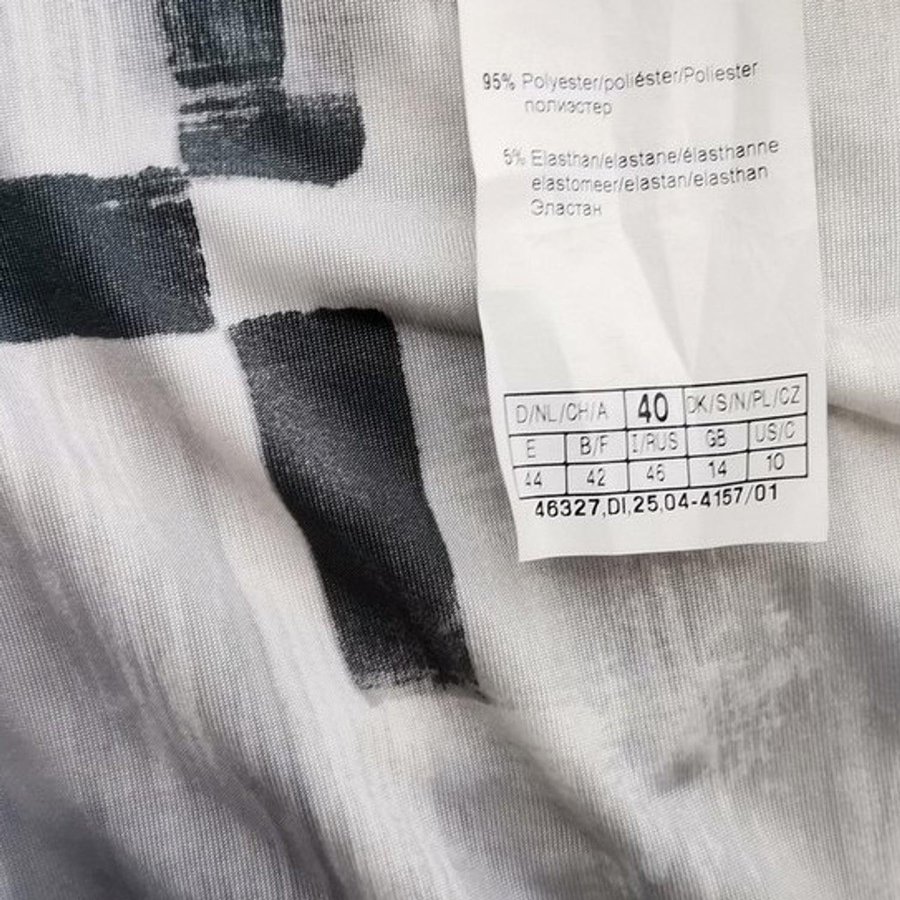 95% Polyester/poliéster/Poliester
полиэстер
5% Elasthan/elastane/élasthanne
elastomeer/elastan/elasthan
Эластан
D/NL/CH/A 40 DK/S/N/PL/CZ
E B/F I/RUS GB US/C
44 42 46 14 10
46327,DI,25,04-4157/01